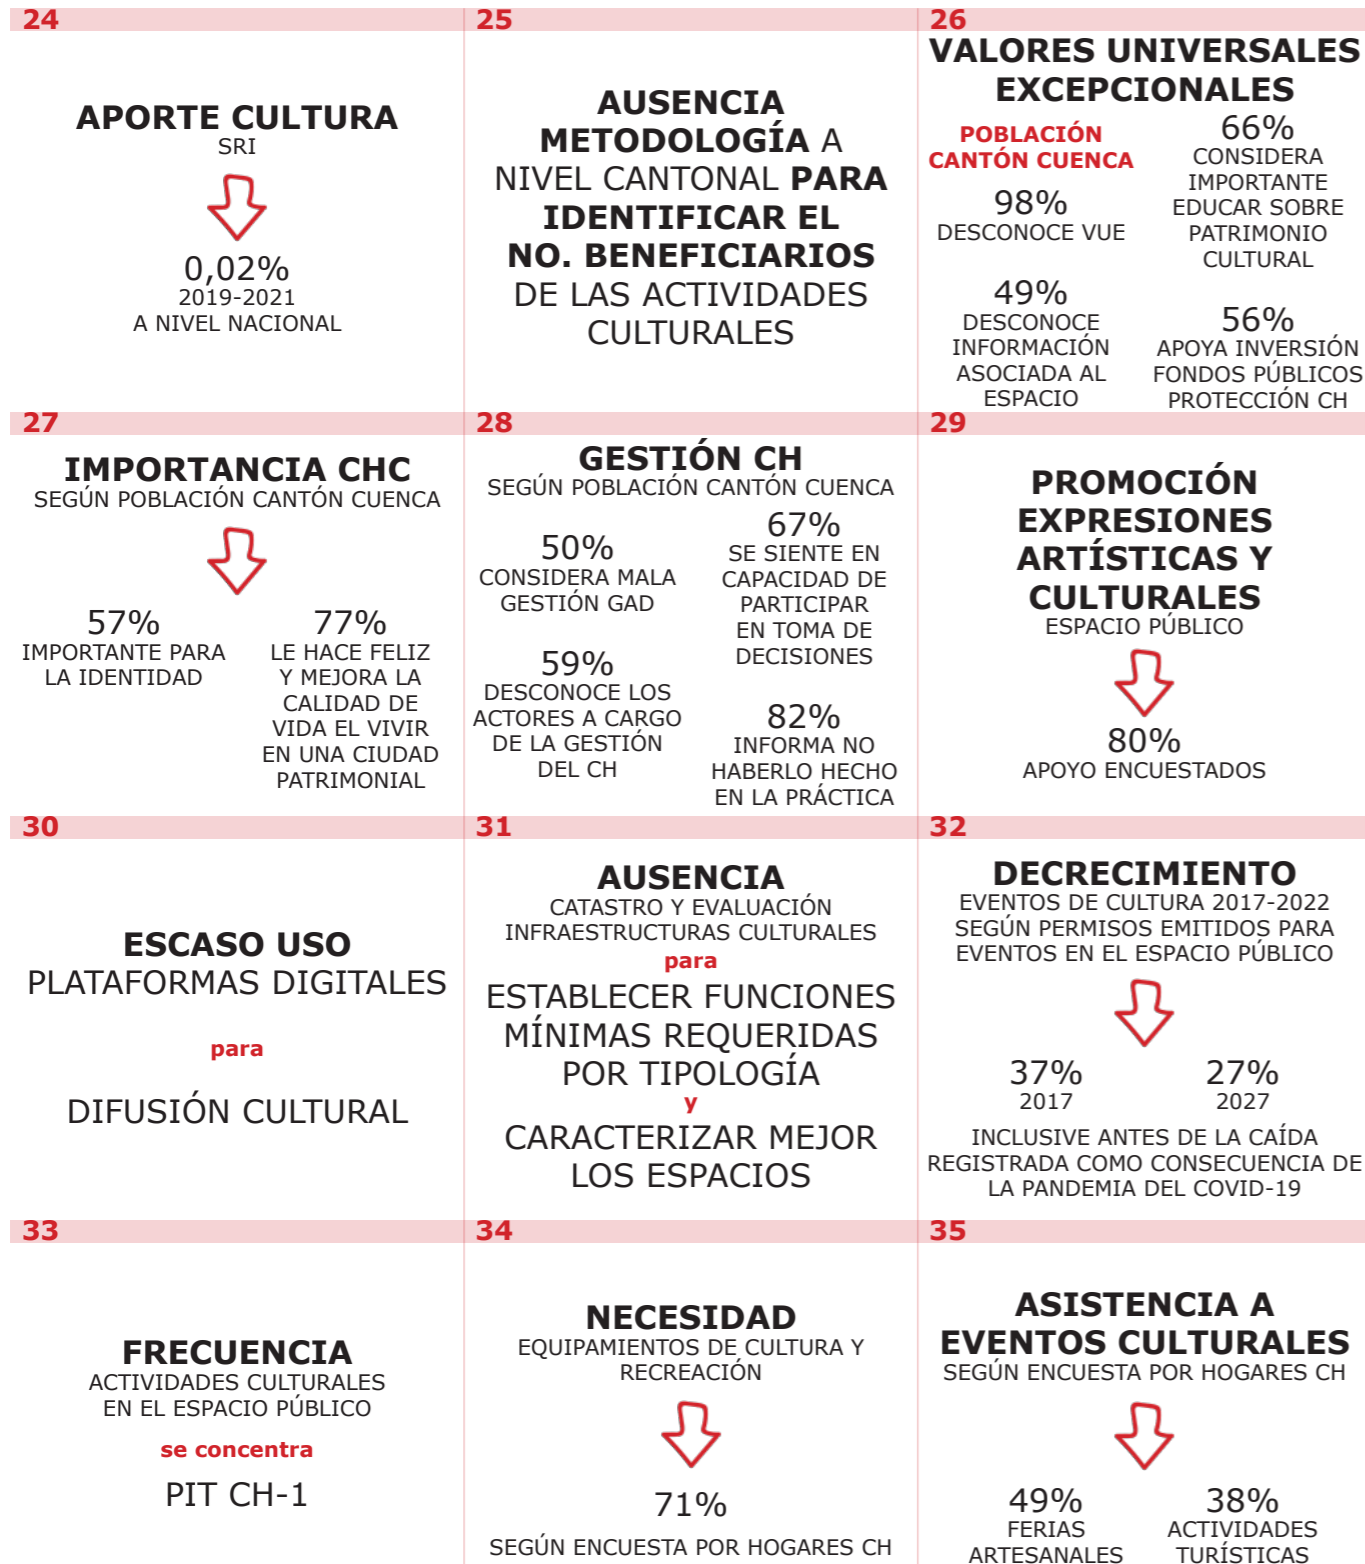 24
APORTE CULTURA
SRI
0,02%
2019-2021
A NIVEL NACIONAL
25
AUSENCIA
METODOLOGÍA A
NIVEL CANTONAL PARA
IDENTIFICAR EL
NO. BENEFICIARIOS
DE LAS ACTIVIDADES
CULTURALES
26
VALORES UNIVERSALES
EXCEPCIONALES
POBLACIÓN
CANTÓN CUENCA
98%
DESCONOCE VUE
49%
DESCONOCE
INFORMACIÓN
ASOCIADA AL
ESPACIO
66%
CONSIDERA
IMPORTANTE
EDUCAR SOBRE
PATRIMONIO
CULTURAL
56%
APOYA INVERSIÓN
FONDOS PÚBLICOS
PROTECCIÓN CH
27
IMPORTANCIA CHC
SEGÚN POBLACIÓN CANTÓN CUENCA
57%
IMPORTANTE PARA
LA IDENTIDAD
77%
LE HACE FELIZ
Y MEJORA LA
CALIDAD DE
VIDA EL VIVIR
EN UNA CIUDAD
PATRIMONIAL
28
GESTIÓN CH
SEGÚN POBLACIÓN CANTÓN CUENCA
50%
CONSIDERA MALA
GESTIÓN GAD
59%
DESCONOCE LOS
ACTORES A CARGO
DE LA GESTIÓN
DEL CH
67%
SE SIENTE EN
CAPACIDAD DE
PARTICIPAR
EN TOMA DE
DECISIONES
82%
INFORMA NO
HABERLO HECHO
EN LA PRÁCTICA
29
PROMOCIÓN
EXPRESIONES
ARTÍSTICAS Y
CULTURALES
ESPACIO PÚBLICO
80%
APOYO ENCUESTADOS
30
ESCASO USO
PLATAFORMAS DIGITALES
para
DIFUSIÓN CULTURAL
31
AUSENCIA
CATASTRO Y EVALUACIÓN
INFRAESTRUCTURAS CULTURALES
para
ESTABLECER FUNCIONES
MÍNIMAS REQUERIDAS
POR TIPOLOGÍA
y
CARACTERIZAR MEJOR
LOS ESPACIOS
32
DECRECIMIENTO
EVENTOS DE CULTURA 2017-2022
SEGÚN PERMISOS EMITIDOS PARA
EVENTOS EN EL ESPACIO PÚBLICO
37%
2017
27%
2027
INCLUSIVE ANTES DE LA CAÍDA
REGISTRADA COMO CONSECUENCIA DE
LA PANDEMIA DEL COVID-19
33
FRECUENCIA
ACTIVIDADES CULTURALES
EN EL ESPACIO PÚBLICO
se concentra
PIT CH-1
34
NECESIDAD
EQUIPAMIENTOS DE CULTURA Y
RECREACIÓN
71%
SEGÚN ENCUESTA POR HOGARES CH
35
ASISTENCIA A
EVENTOS CULTURALES
SEGÚN ENCUESTA POR HOGARES CH
49%
FERIAS
ARTESANALES
38%
ACTIVIDADES
TURÍSTICAS